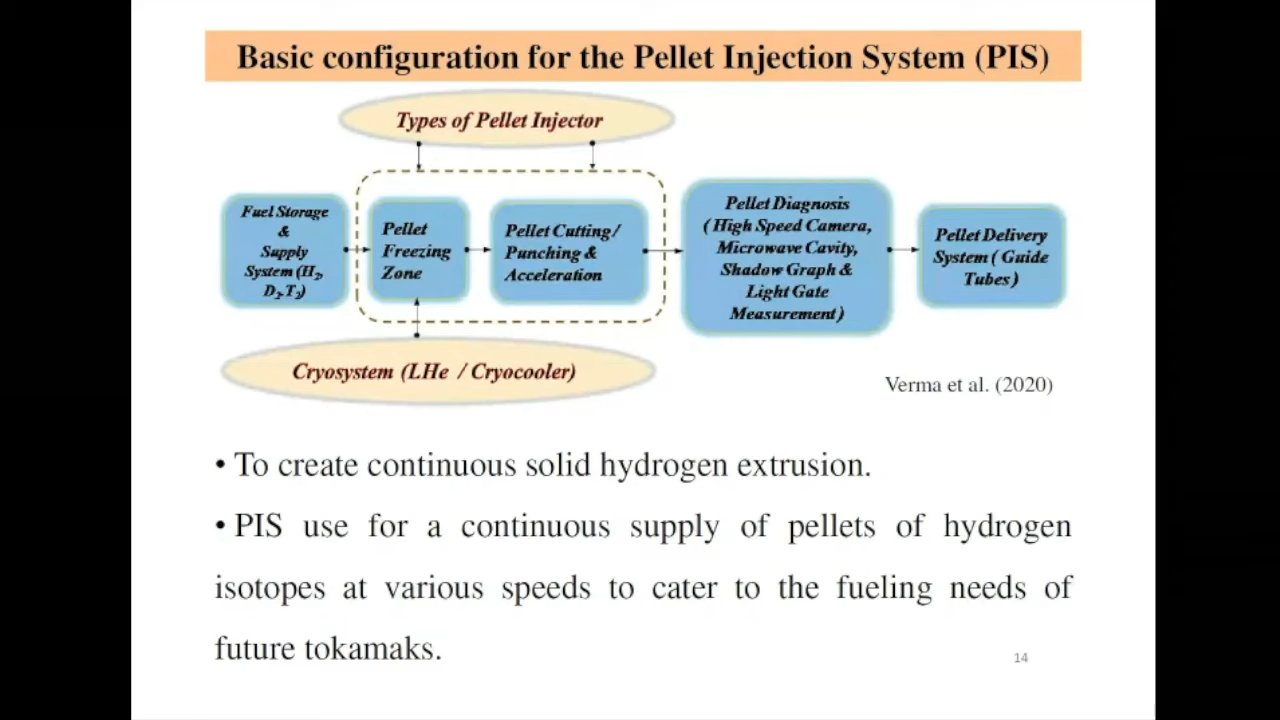 Basic configuration for the Pellet Injection System (PIS)
Types of Pellet Injector
Fuel Storage
&
Supply
System (H2,
D2,T2)
Pellet
Freezing
Zone
Pellet Cutting/
Punching &
Acceleration
Pellet Diagnosis
( High Speed Camera,
Microwave Cavity,
Shadow Graph &
Light Gate
Measurement)
Pellet Delivery
System ( Guide
Tubes )
Cryosystem (LHe / Cryocooler)
Verma et al. (2020)
• To create continuous solid hydrogen extrusion.
• PIS use for a continuous supply of pellets of hydrogen
isotopes at various speeds to cater to the fueling needs of
future tokamaks.
14